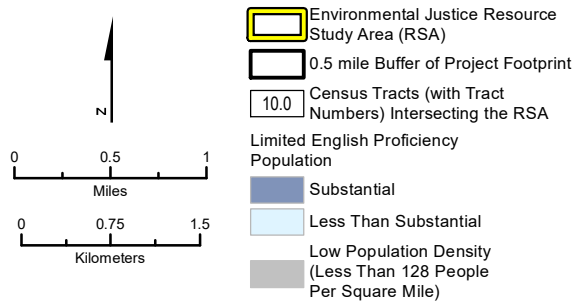 N
0 0.5 1
Miles
0 0.75 1.5
Kilometers
Environmental Justice Resource
Study Area (RSA)
0.5 mile Buffer of Project Footprint
10.0
Census Tracts (with Tract
Numbers) Intersecting the RSA
Limited English Proficiency
Population
Substantial
Less Than Substantial
Low Population Density
(Less Than 128 People
Per Square Mile)